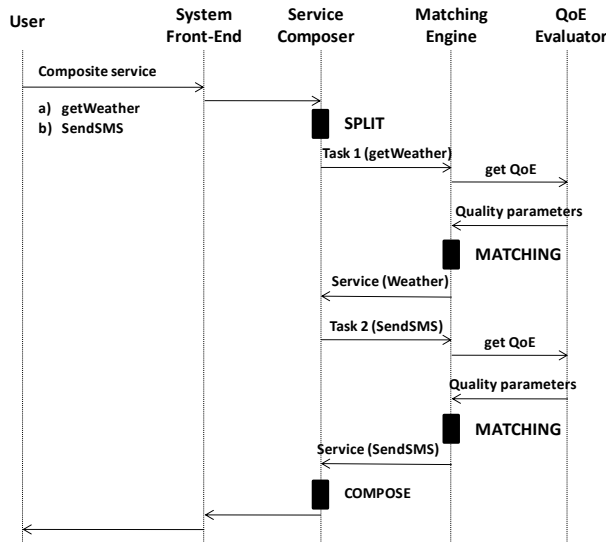 User
System
Front-End
Service
Composer
Matching
Engine
QoE
Evaluator
Composite service
a) getWeather
b) SendSMS
SPLIT
Task 1 (getWeather)
get QoE
Quality parameters
MATCHING
Service (Weather)
Task 2 (SendSMS)
get QoE
Quality parameters
MATCHING
Service (SendSMS)
COMPOSE